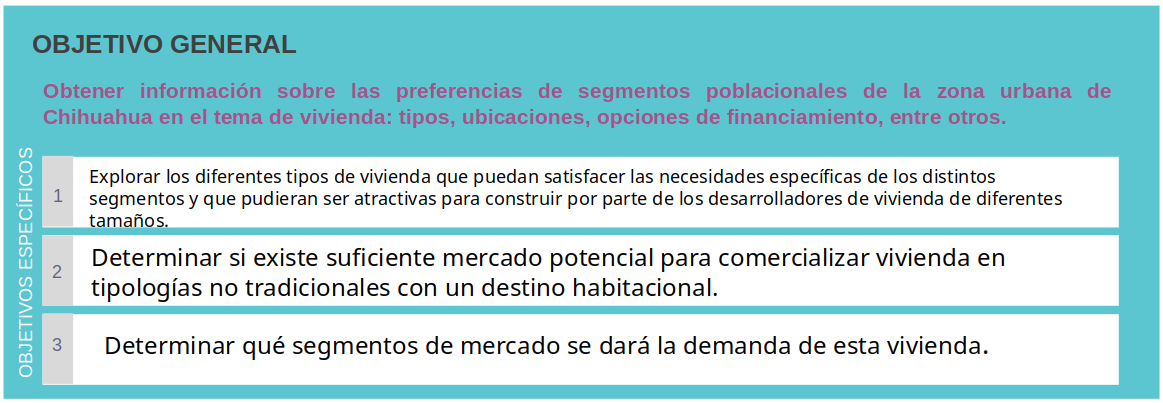 OBJETIVO GENERAL
Obtener información sobre las preferencias de segmentos poblacionales de la zona urbana de
Chihuahua en el tema de vivienda: tipos, ubicaciones, opciones de financiamiento, entre otros.
OBJETIVOS ESPECÍFICOS
1
Explorar los diferentes tipos de vivienda que puedan satisfacer las necesidades específicas de los distintos
segmentos y que pudieran ser atractivas para construir por parte de los desarrolladores de vivienda de diferentes
tamaños.
2
Determinar si existe suficiente mercado potencial para comercializar vivienda en
tipologías no tradicionales con un destino habitacional.
3
Determinar qué segmentos de mercado se dará la demanda de esta vivienda.